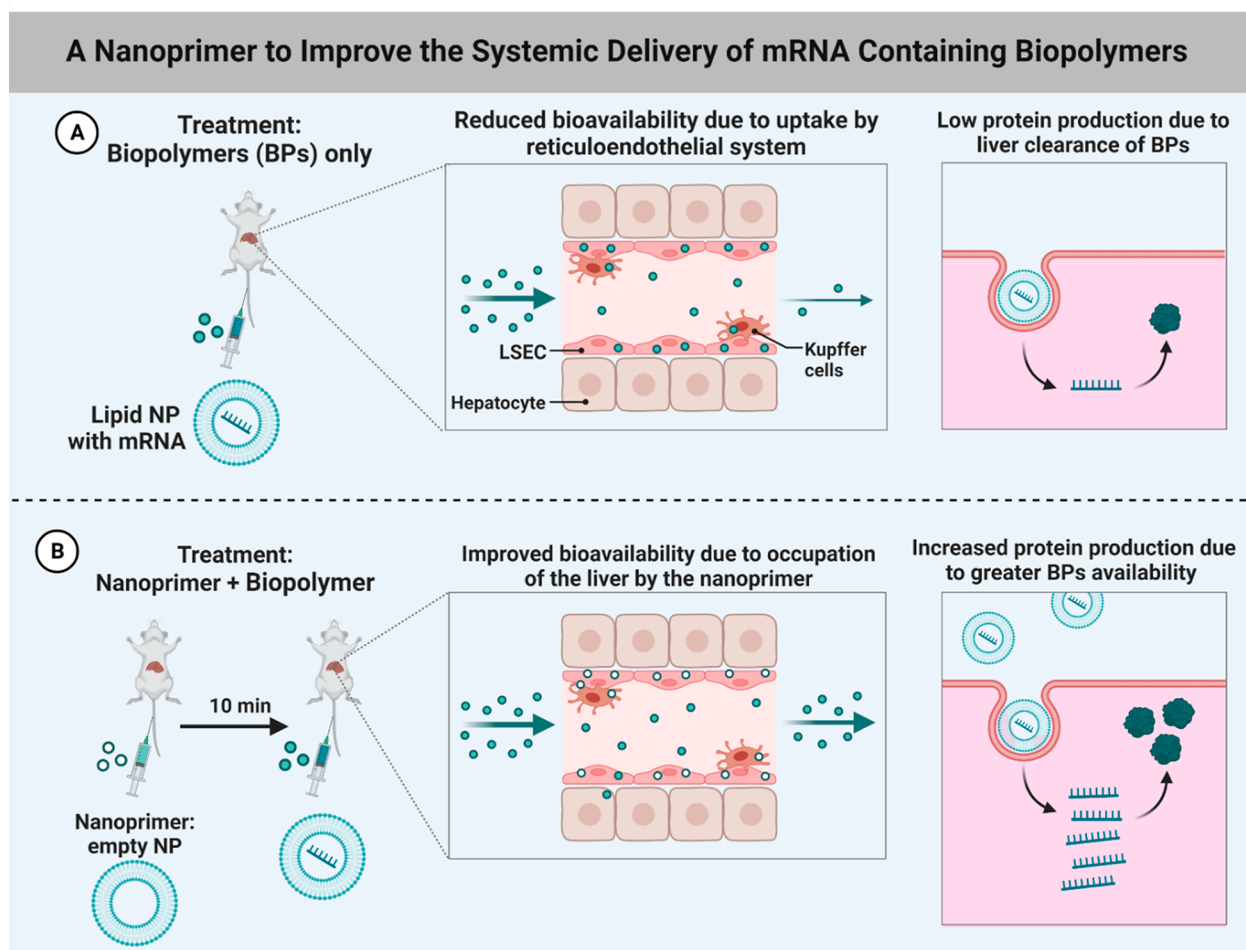 A Nanoprimer to Improve the Systemic Delivery of mRNA Containing Biopolymers
A
Treatment:
Biopolymers (BPs) only
Lipid NP
with mRNA
Reduced bioavailability due to uptake by
reticuloendothelial system
LSEC
Hepatocyte
Kupffer
cells
Low protein production due to
liver clearance of BPs
B
Treatment:
Nanoprimer + Biopolymer
10 min
Nanoprimer:
empty NP
Improved bioavailability due to occupation
of the liver by the nanoprimer
Increased protein production due
to greater BPs availability